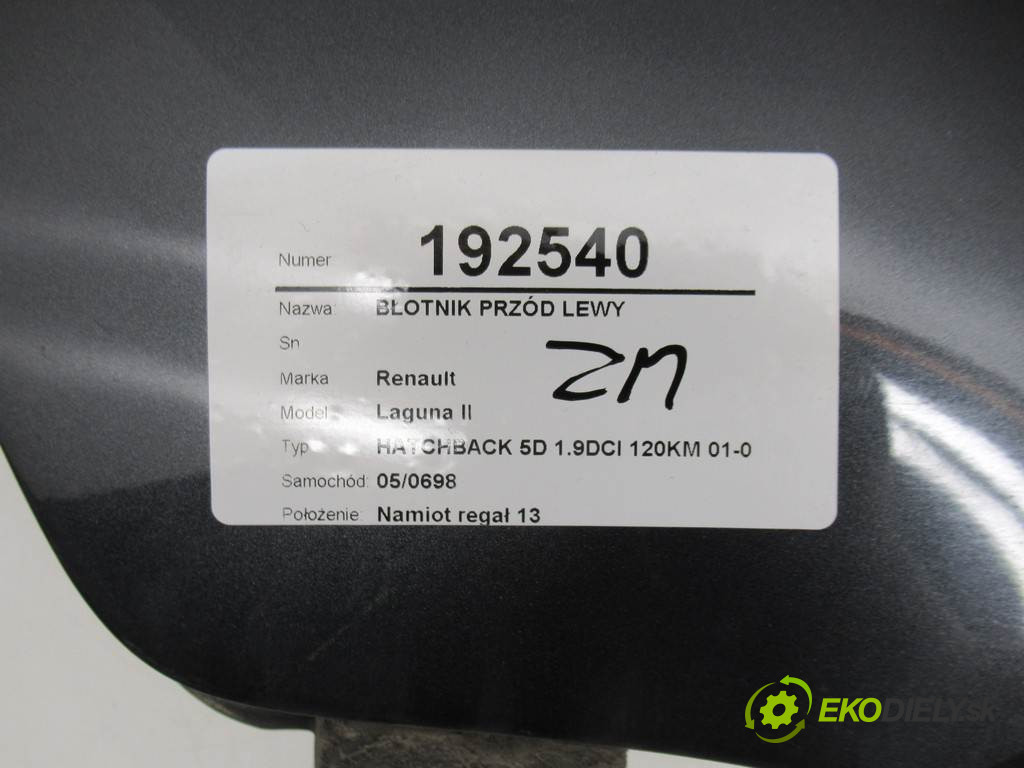 Numer 192540
Nazwa: BŁOTNIK PRZÓD LEWY
Sn
ZM
Marka Renault
Model Laguna II
Typ HATCHBACK 5D 1.9DCI 120KM 01-0
Samochód: 05/0698
Położenie Namiot regał 13
EKODIELY.SK